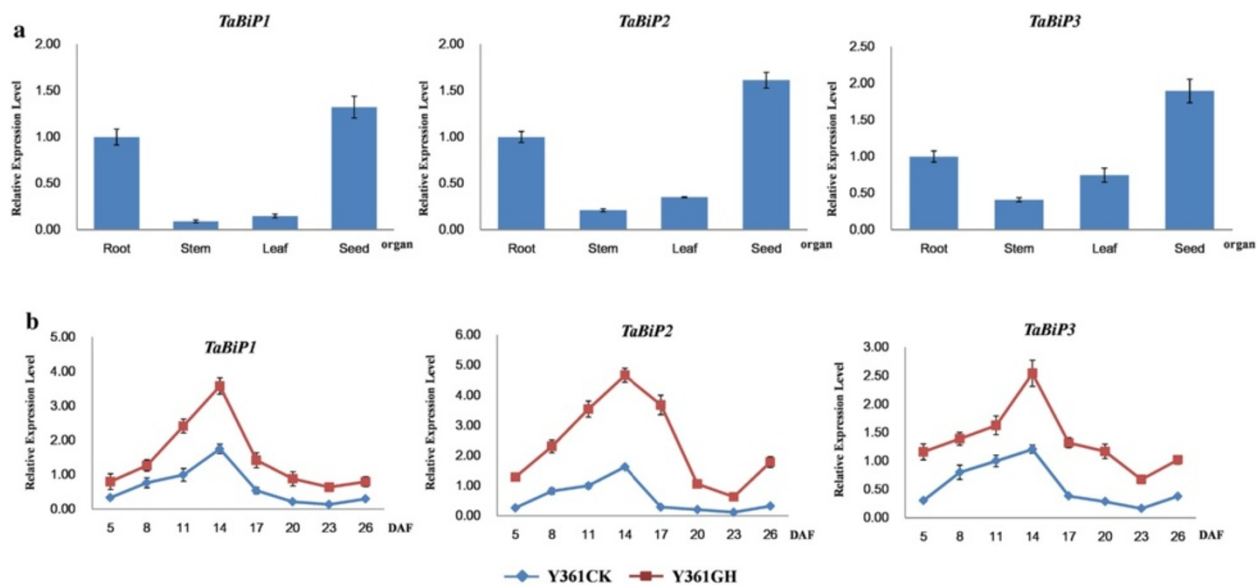 a
TaBiP1
Relative Expression Level
2.00
1.50
1.00
0.50
0.00
Root Stem Leaf Seed organ
TaBiP2
Relative Expression Level
2.00
1.50
1.00
0.50
0.00
Root Stem Leaf Seed organ
TaBiP3
Relative Expression Level
2.50
2.00
1.50
1.00
0.50
0.00
Root Stem Leaf Seed organ
b
TaBiP1
Relative Expression Level
5.00
4.00
3.00
2.00
1.00
0.00
5 8 11 14 17 20 23 26 DAF
TaBiP2
Relative Expression Level
6.00
5.00
4.00
3.00
2.00
1.00
0.00
5 8 11 14 17 20 23 26 DAF
TaBiP3
Relative Expression Level
3.00
2.50
2.00
1.50
1.00
0.50
0.00
5 8 11 14 17 20 23 26 DAF
Y361CK Y361GH